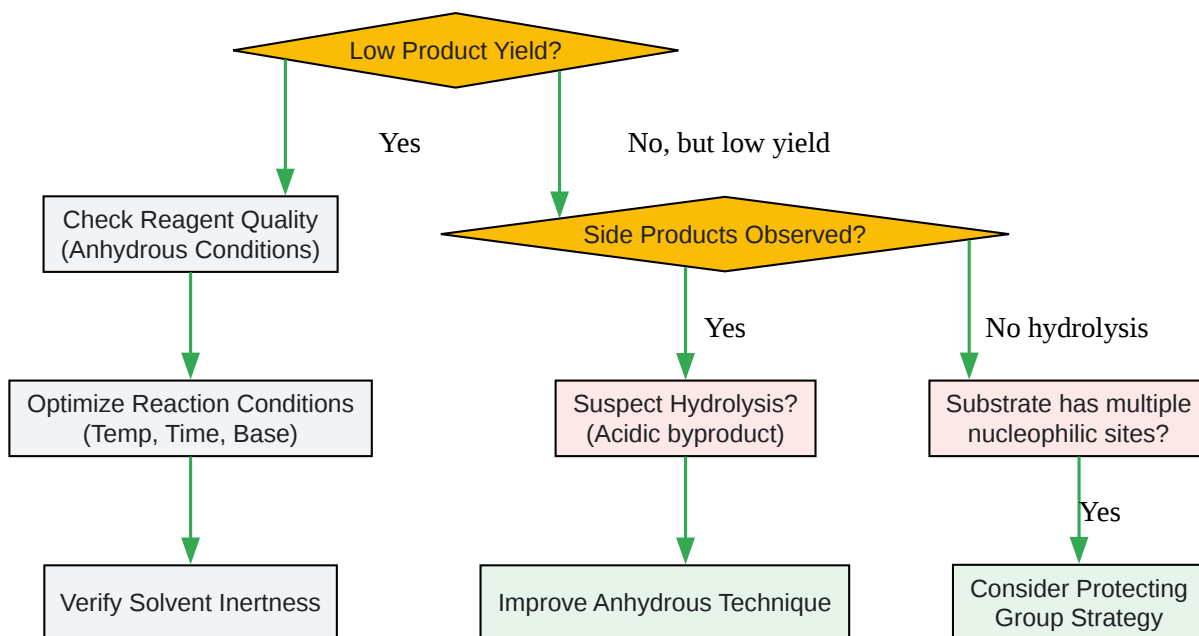 Low Product Yield?
Yes
No, but low yield
Check Reagent Quality
(Anhydrous Conditions)
Side Products Observed?
Yes
No hydrolysis
Optimize Reaction Conditions
(Temp, Time, Base)
Suspect Hydrolysis?
(Acidic byproduct)
Substrate has multiple
nucleophilic sites?
Yes
Verify Solvent Inertness
Improve Anhydrous Technique
Consider Protecting
Group Strategy